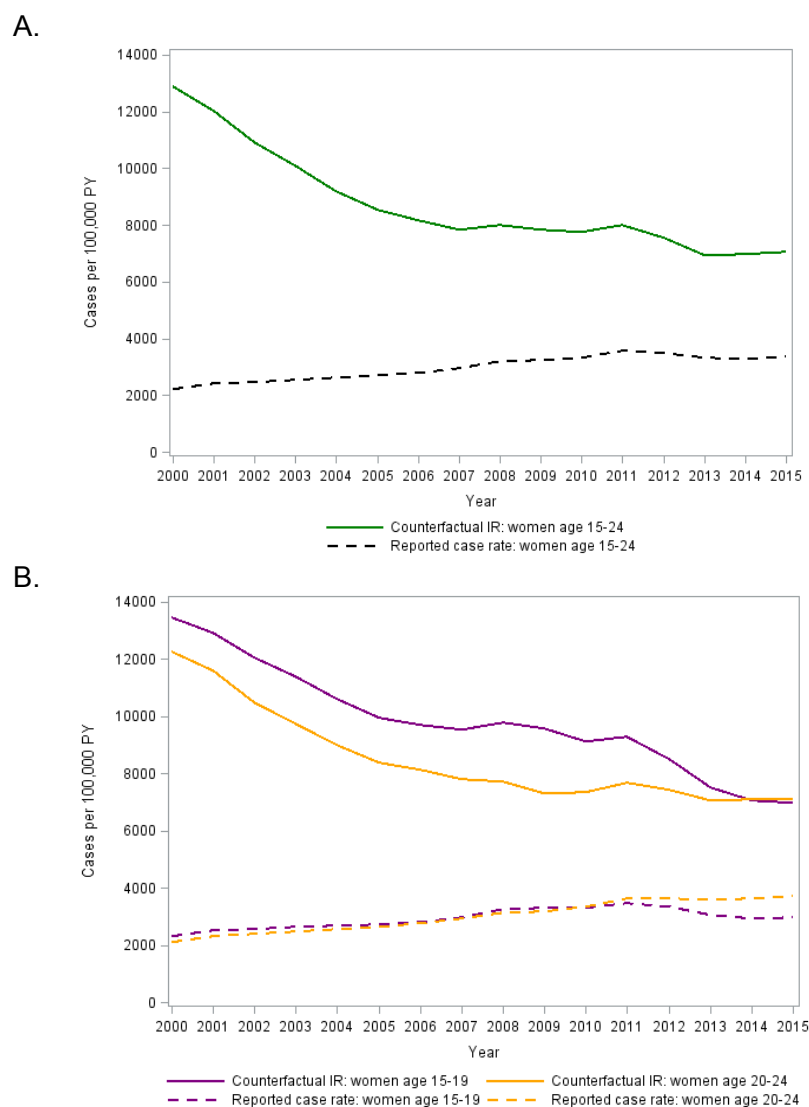 A.
14000
12000
10000
8000
6000
4000
2000
0
Cases per 100,000 PY
2000 2001 2002 2003 2004 2005 2006 2007 2008 2009 2010 2011 2012 2013 2014 2015
Year
Counterfactual IR: women age 15-24
Reported case rate: women age 15-24
B.
14000
12000
10000
8000
6000
4000
2000
0
Cases per 100,000 PY
2000 2001 2002 2003 2004 2005 2006 2007 2008 2009 2010 2011 2012 2013 2014 2015
Year
Counterfactual IR: women age 15-19 Counterfactual IR: women age 20-24
Reported case rate: women age 15-19 Reported case rate: women age 20-24